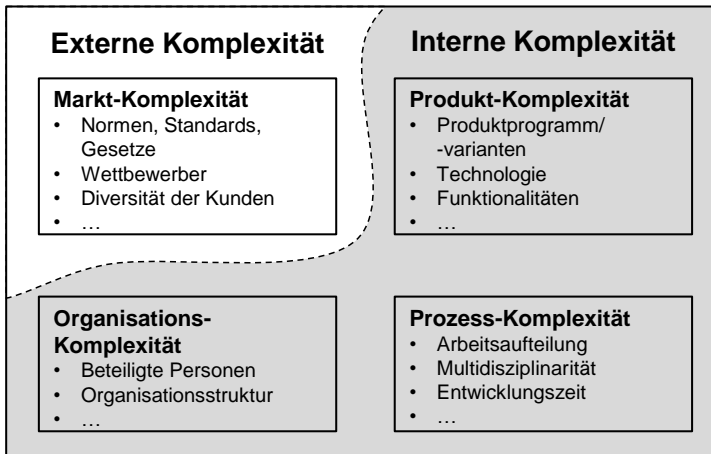 Externe Komplexität
Interne Komplexität
Markt-Komplexität
• Normen, Standards,
Gesetze
• Wettbewerber
• Diversität der Kunden
• …
Produkt-Komplexität
• Produktprogramm/
-varianten
• Technologie
• Funktionalitäten
• …
Organisations-
Komplexität
• Beteiligte Personen
• Organisationsstruktur
• …
Prozess-Komplexität
• Arbeitsaufteilung
• Multidisziplinarität
• Entwicklungszeit
• …